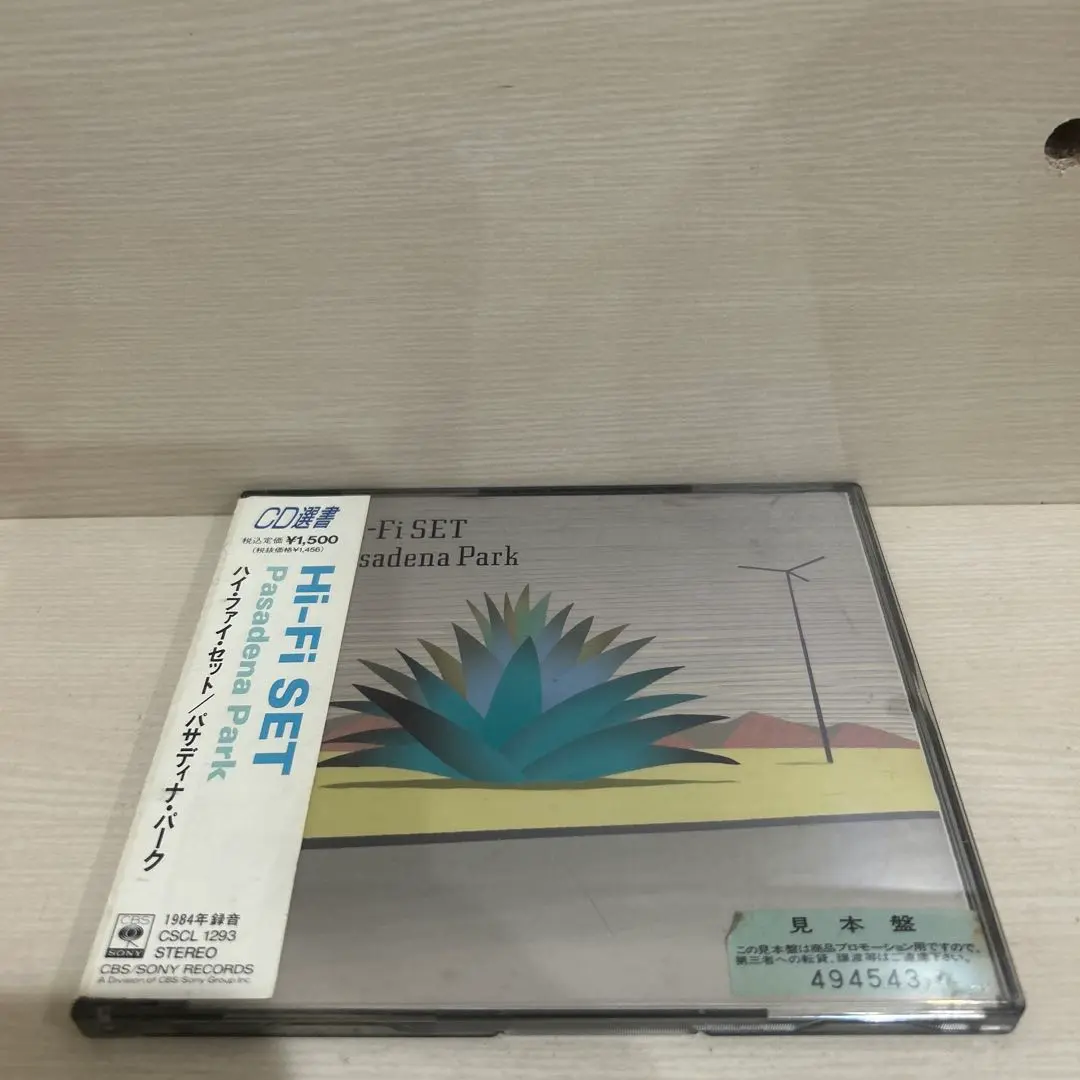 CD選書
税込定価 ¥1,500
(税抜価格¥1,456)
Hi-Fi SET
Pasadena Park
ハイ・ファイ・セット/パサディナ・パーク
CBS
SONY
1984年録音
CSCL 1293
STEREO
CBS/SONY RECORDS
A Division of CBS/Sony Group Inc.
-Fi SET
sadena Park
見本盤
この見本盤は商品プロモーション用ですので、
第三者への転貸、譲渡等はご遠慮下さい。
494543